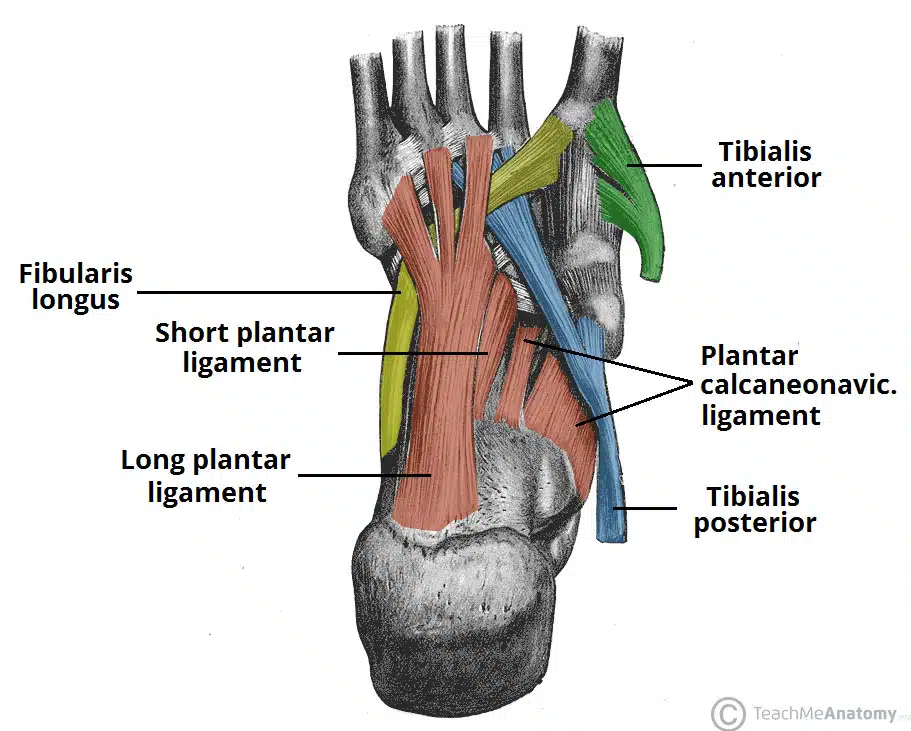 Tibialis
anterior
Fibularis
longus
Short plantar
ligament
Plantar
calcaneonavic.
ligament
Long plantar
ligament
Tibialis
posterior
© TeachMeAnatomy